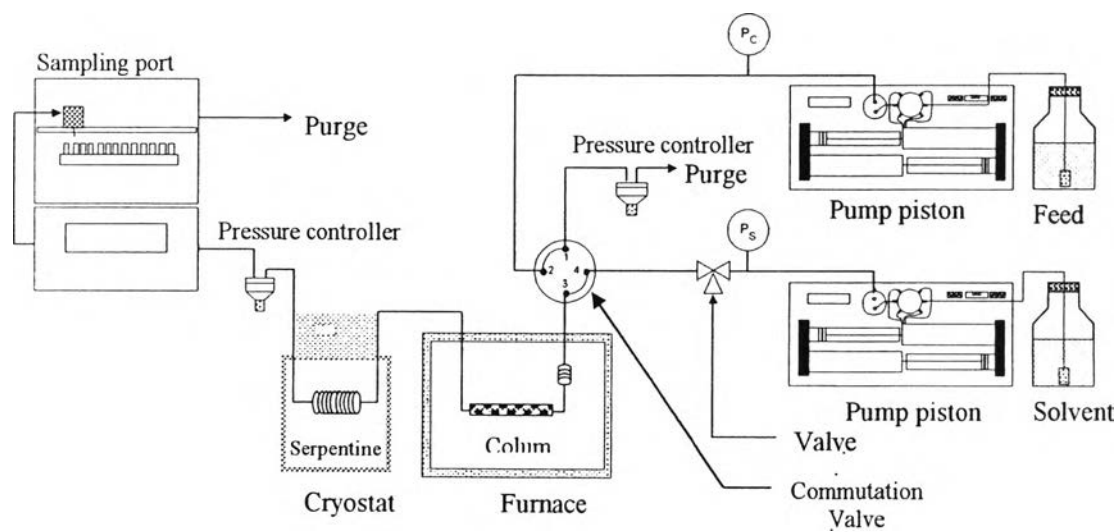 Sampling port
Purge
Pressure controller
Serpentine
Cryostat
Colum
Furnace
Pressure controller
Purge
1
2
4
3
P_C
P_S
Pump piston
Feed
Pump piston
Solvent
Valve
Commutation
Valve